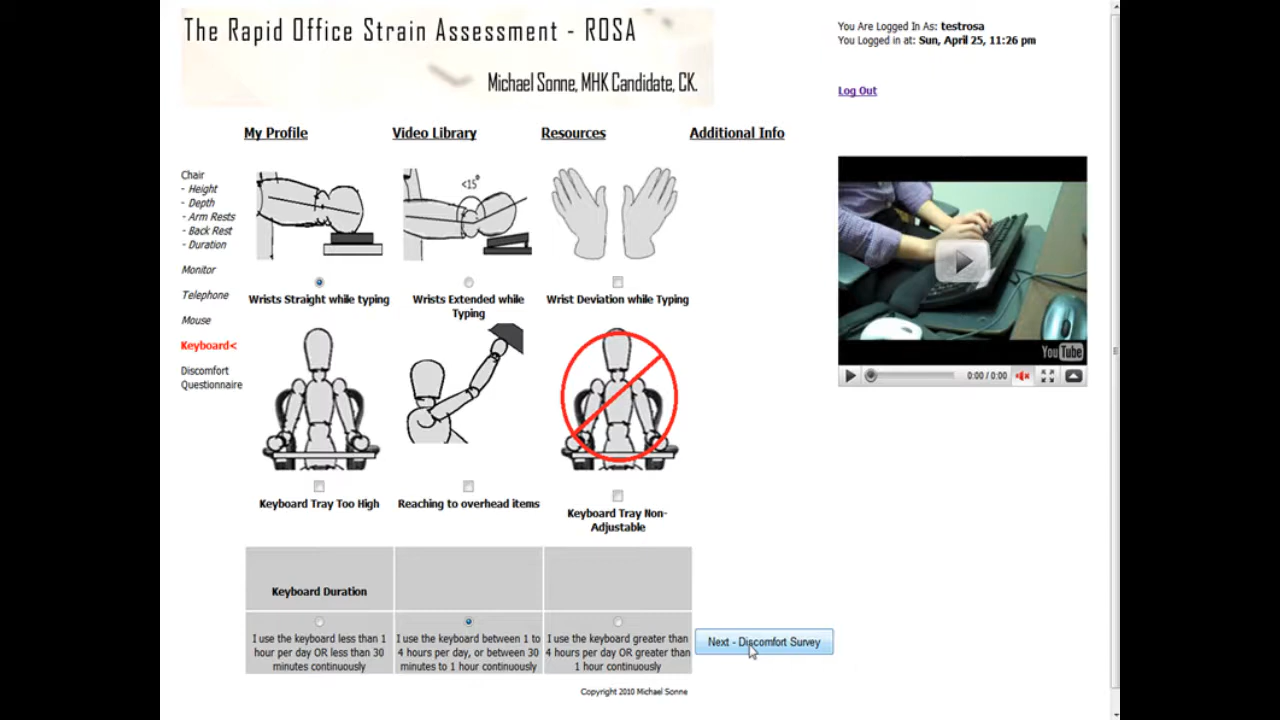 The Rapid Office Strain Assessment - ROSA
Michael Sonne, MHK Candidate, CK.
You Are Logged In As: testrosa
You Logged in at: Sun, April 25, 11:26 pm
Log Out
My Profile
Video Library
Resources
Additional Info
Chair
- Height
- Depth
- Arm Rests
- Back Rest
- Duration
Monitor
Telephone
Mouse
Keyboard<
Discomfort
Questionnaire
<15°
Wrists Straight while typing
Wrists Extended while
Typing
Wrist Deviation while Typing
Keyboard Tray Too High
Reaching to overhead items
Keyboard Tray Non-
Adjustable
YouTube
0:00 / 0:00
Keyboard Duration
I use the keyboard less than 1
hour per day OR less than 30
minutes continuously
I use the keyboard between 1 to
4 hours per day, or between 30
minutes to 1 hour continuously
I use the keyboard greater than
4 hours per day OR greater than
1 hour continuously
Next - Discomfort Survey
Copyright 2010 Michael Sonne